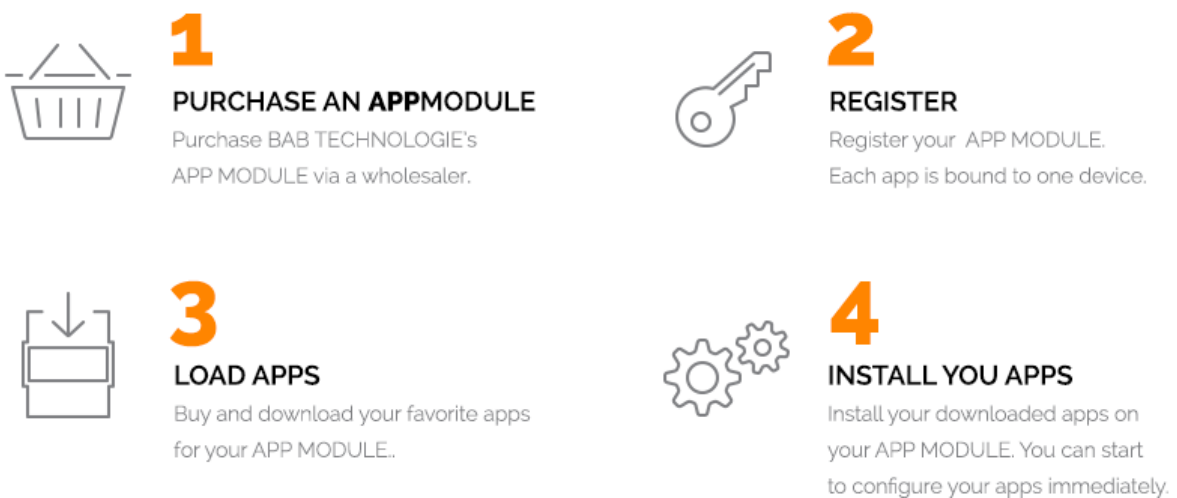 1
PURCHASE AN APPMODULE
Purchase BAB TECHNOLOGIE's
APP MODULE via a wholesaler.
2
REGISTER
Register your APP MODULE.
Each app is bound to one device.
3
LOAD APPS
Buy and download your favorite apps
for your APP MODULE..
4
INSTALL YOU APPS
Install your downloaded apps on
your APP MODULE. You can start
to configure your apps immediately.